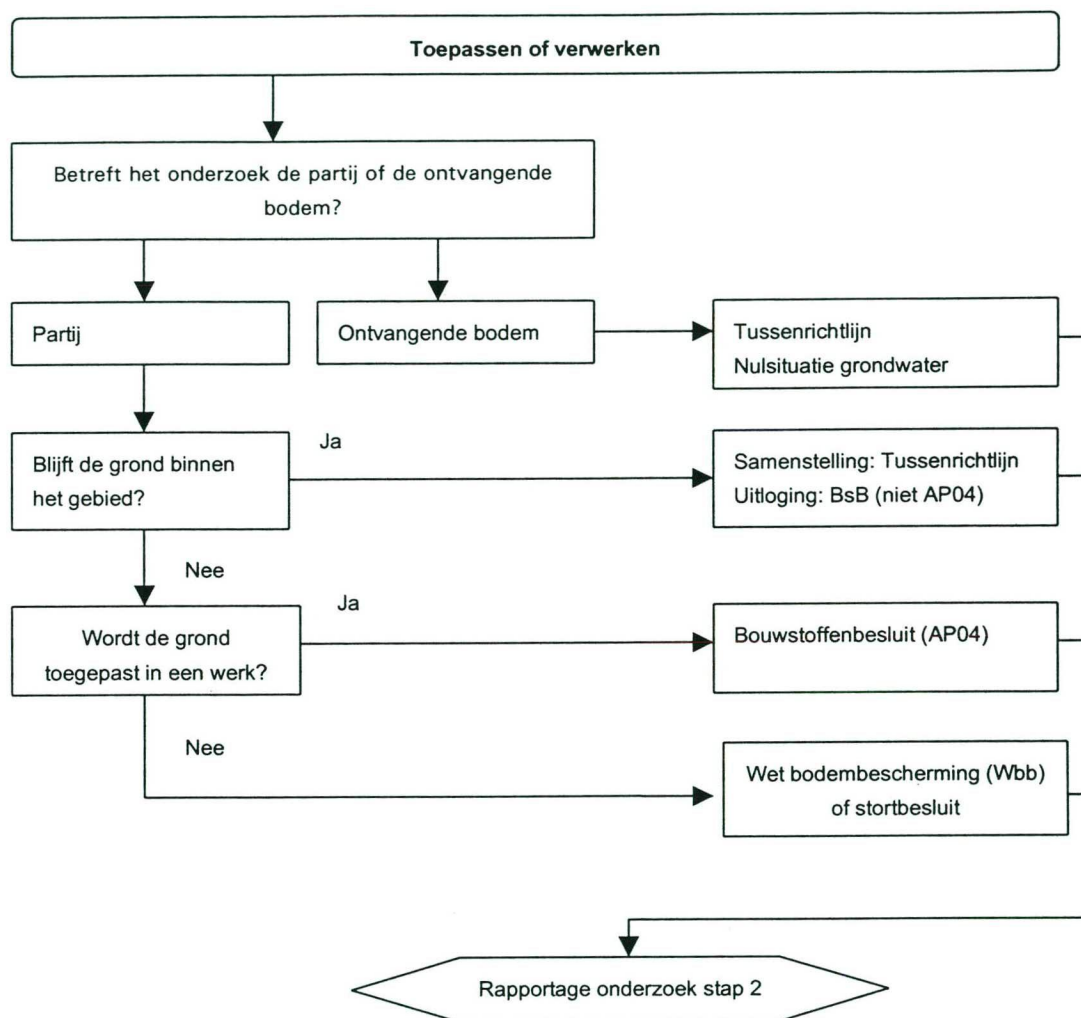 Toepassen of verwerken
Betreft het onderzoek de partij of de ontvangende
bodem?
Partij
Ontvangende bodem
Tussenrichtlijn
Nulsituatie grondwater
Blijft de grond binnen
het gebied?
Ja
Samenstelling: Tussenrichtlijn
Uitloging: BsB (niet AP04)
Nee
Wordt de grond
toegepast in een werk?
Ja
Bouwstoffenbesluit (AP04)
Nee
Wet bodembescherming (Wbb)
of stortbesluit
Rapportage onderzoek stap 2